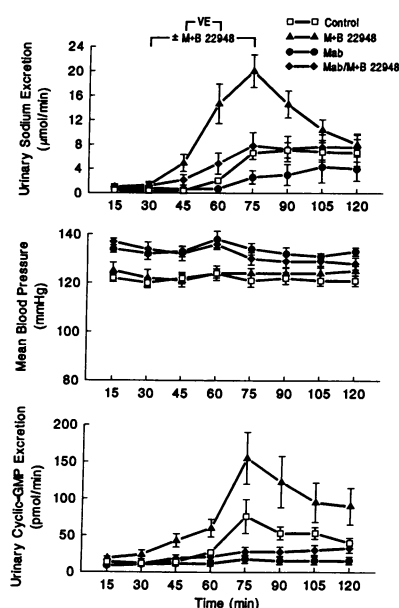 VE
± M+B 22948
Control
M+B 22948
Mab
Mab/M+B 22948
Urinary Sodium Excretion
(μmol/min)
24
20
16
12
8
4
0
15 30 45 60 75 90 105 120
Mean Blood Pressure
(mmHg)
140
120
100
80
15 30 45 60 75 90 105 120
Urinary Cyclic-GMP Excretion
(pmol/min)
200
150
100
50
0
15 30 45 60 75 90 105 120
Time (min)